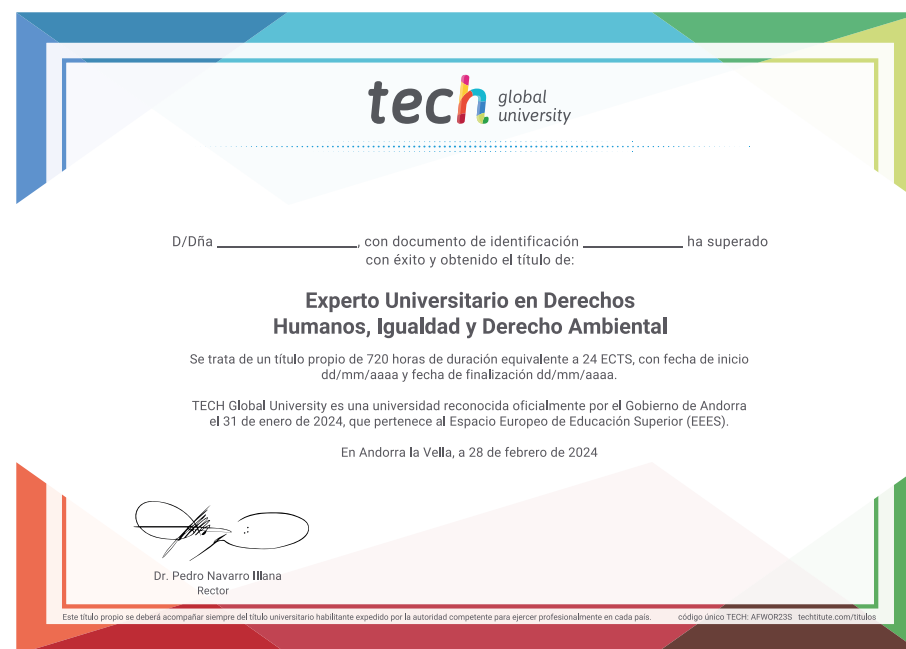 tech global university
D/Dña ____________________, con documento de identificación ______________ ha superado
con éxito y obtenido el título de:
Experto Universitario en Derechos
Humanos, Igualdad y Derecho Ambiental
Se trata de un título propio de 720 horas de duración equivalente a 24 ECTS, con fecha de inicio
dd/mm/aaaa y fecha de finalización dd/mm/aaaa.
TECH Global University es una universidad reconocida oficialmente por el Gobierno de Andorra
el 31 de enero de 2024, que pertenece al Espacio Europeo de Educación Superior (EEES).
En Andorra la Vella, a 28 de febrero de 2024
Dr. Pedro Navarro Illana
Rector
Este título propio se deberá acompañar siempre del título universitario habilitante expedido por la autoridad competente para ejercer profesionalmente en cada país. código único TECH: AFWOR23S techtitute.com/titulos